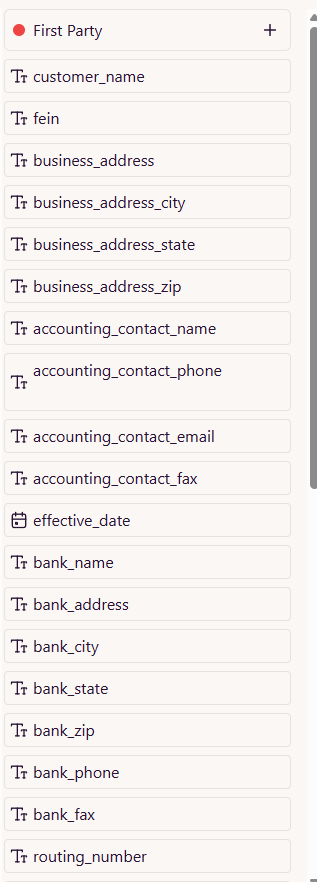 First Party
customer_name
fein
business_address
business_address_city
business_address_state
business_address_zip
accounting_contact_name
accounting_contact_phone
accounting_contact_email
accounting_contact_fax
effective_date
bank_name
bank_address
bank_city
bank_state
bank_zip
bank_phone
bank_fax
routing_number